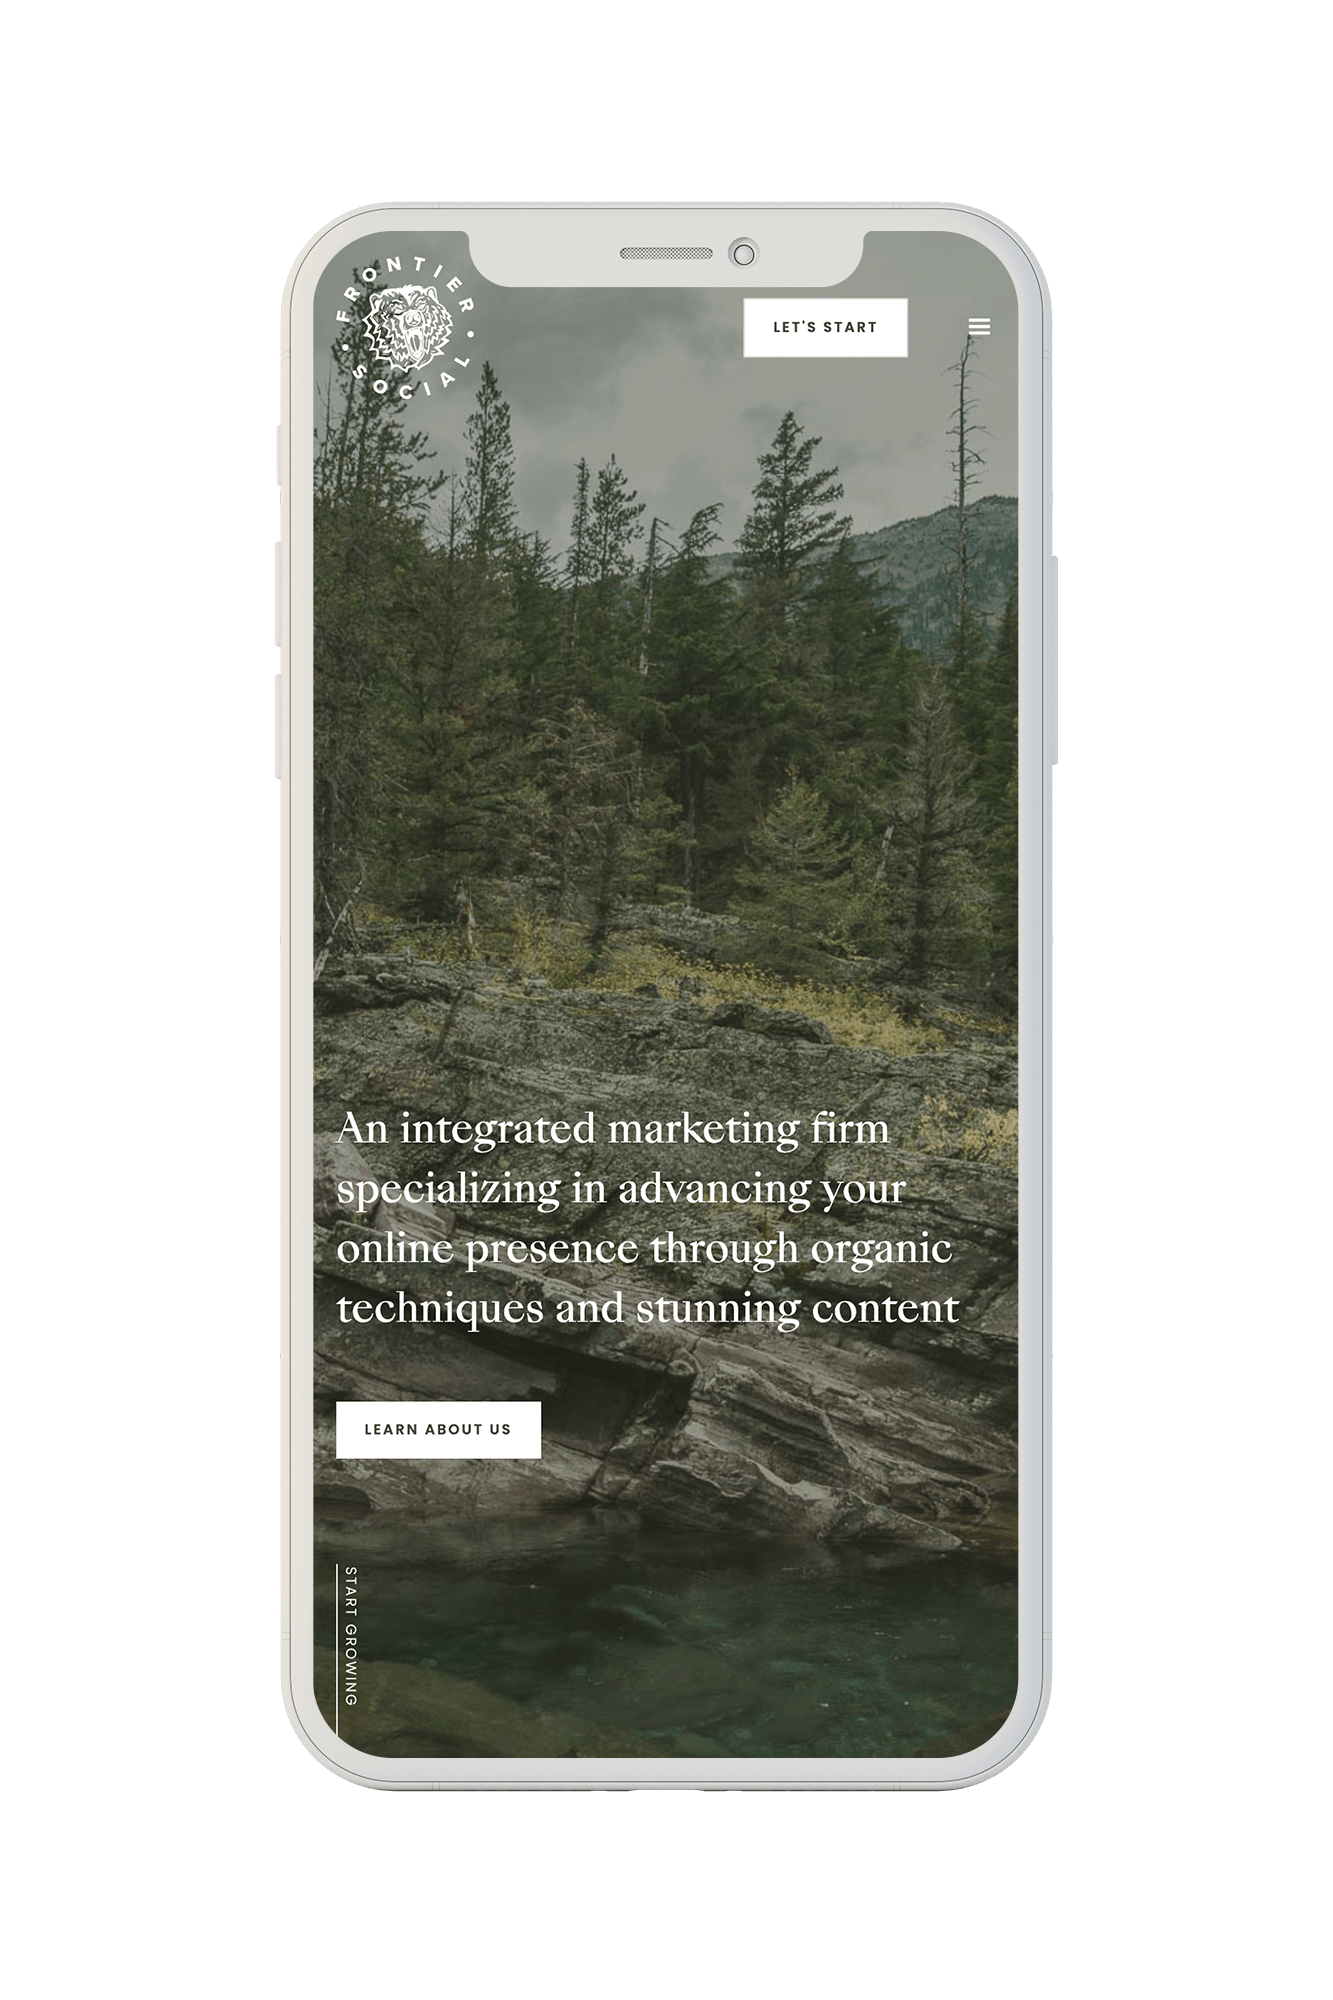 FRONTIER
SOCIAL
LET'S START
An integrated marketing firm
specializing in advancing your
online presence through organic
techniques and stunning content
LEARN ABOUT US
START GROWING